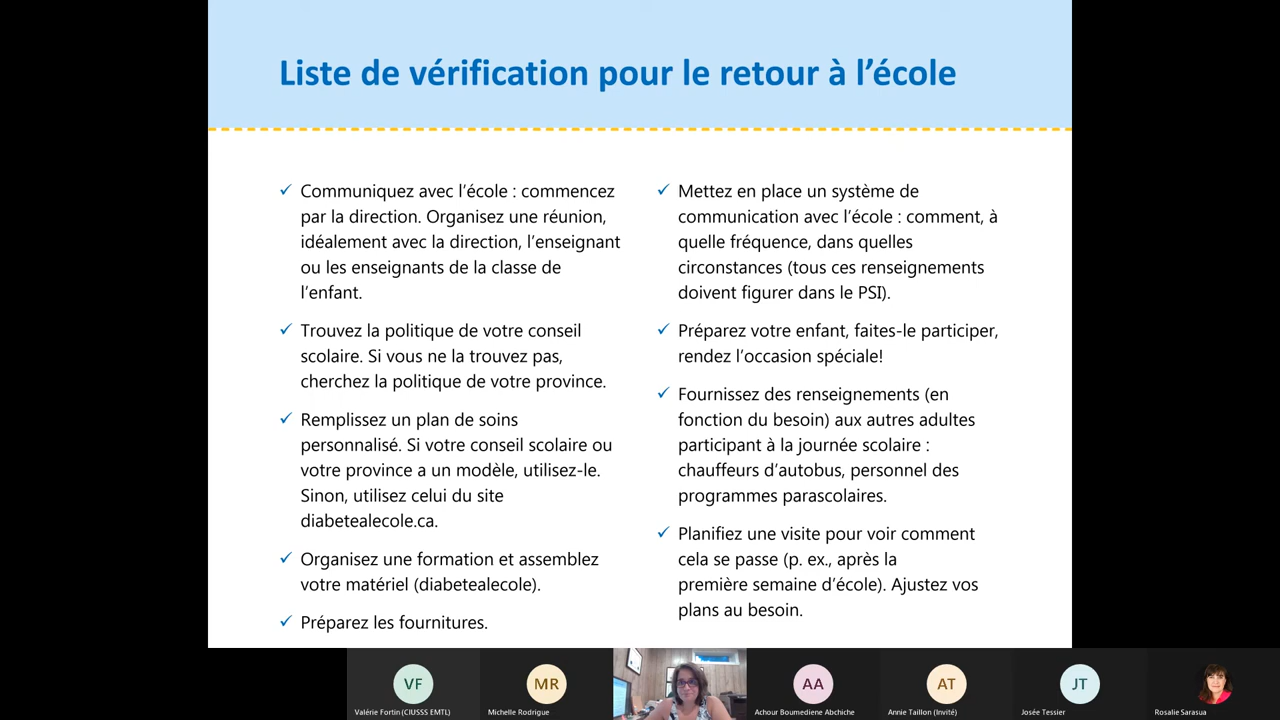 Liste de vérification pour le retour à l’école
Communiquez avec l’école : commencez
par la direction. Organisez une réunion,
idéalement avec la direction, l’enseignant
ou les enseignants de la classe de
l’enfant.
Trouvez la politique de votre conseil
scolaire. Si vous ne la trouvez pas,
cherchez la politique de votre province.
Remplissez un plan de soins
personnalisé. Si votre conseil scolaire ou
votre province a un modèle, utilisez-le.
Sinon, utilisez celui du site
diabetealecole.ca.
Organisez une formation et assemblez
votre matériel (diabetealecole).
Préparez les fournitures.
Mettez en place un système de
communication avec l’école : comment, à
quelle fréquence, dans quelles
circonstances (tous ces renseignements
doivent figurer dans le PSI).
Préparez votre enfant, faites-le participer,
rendez l’occasion spéciale!
Fournissez des renseignements (en
fonction du besoin) aux autres adultes
participant à la journée scolaire :
chauffeurs d’autobus, personnel des
programmes parascolaires.
Planifiez une visite pour voir comment
cela se passe (p. ex., après la
première semaine d’école). Ajustez vos
plans au besoin.
VF
MR
AA
AT
JT
Valérie Fortin (CIUSSS EMTL)
Michelle Rodrigue
Achour Boumediene Abchiche
Annie Taillon (Invité)
Josée Tessier
Rosalie Sarasua